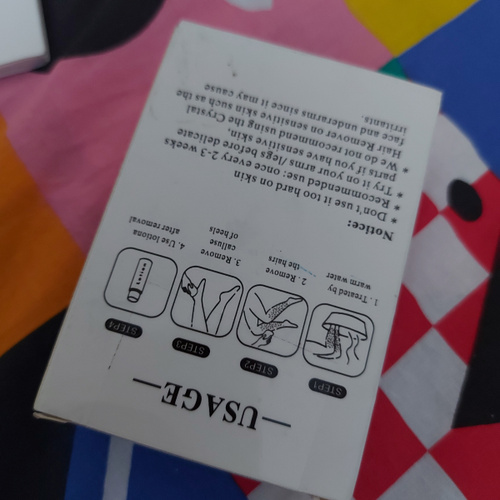 USAGE
STEP1
STEP2
STEP3
STEP4
1. Treated by
warm water
2. Remove
the hairs
3. Remove
calluse
of heels
4. Use lotions
after removal
Notice:
Don't use it too hard on skin
Recommended use: once every 2-3 weeks
Try it on your arms/legs before delicate
parts if you have sensitive skin.
We do not recommend using the Crystal
Hair Remover on sensitive skin such as the
face and underarms since it may cause
irritants.